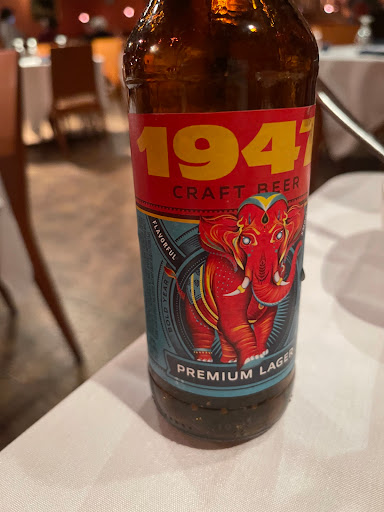 1947
CRAFT BEER
FLAVORFUL
PREMIUM LAGER